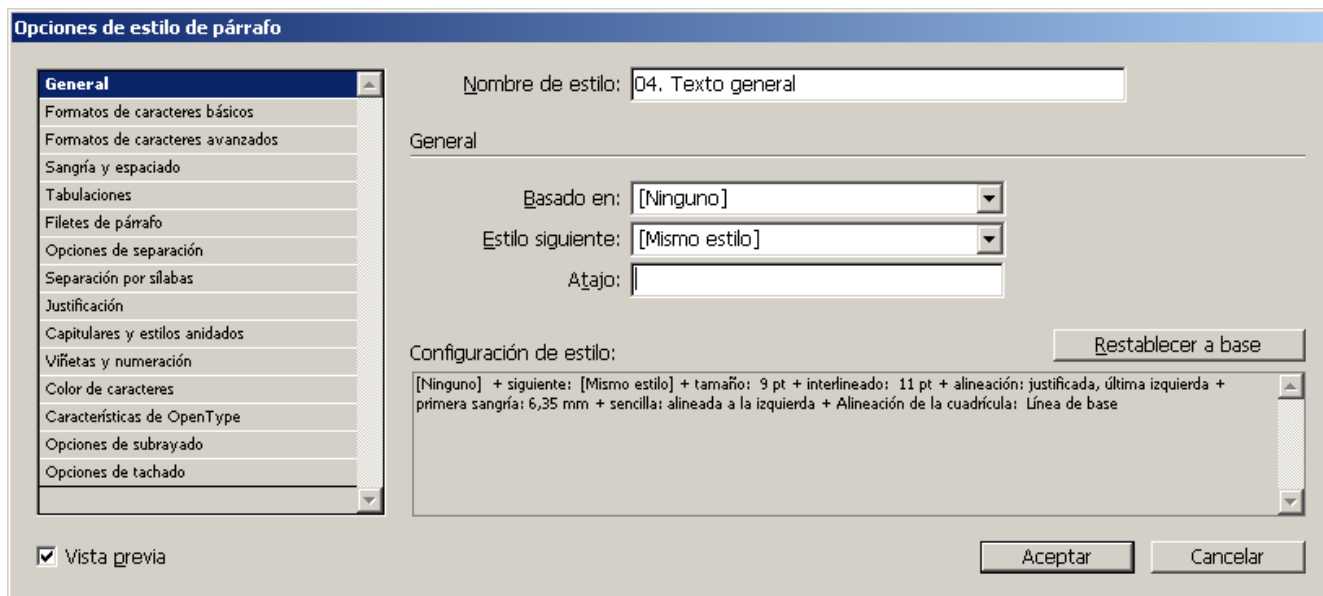 Opciones de estilo de párrafo
General
Formatos de caracteres básicos
Formatos de caracteres avanzados
Sangría y espaciado
Tabulaciones
Filetes de párrafo
Opciones de separación
Separación por sílabas
Justificación
Capitulares y estilos anidados
Viñetas y numeración
Color de caracteres
Características de OpenType
Opciones de subrayado
Opciones de tachado
Vista previa
Nombre de estilo: 04. Texto general
General
Basado en: [Ninguno]
Estilo siguiente: [Mismo estilo]
Atajo:
Restablecer a base
Configuración de estilo:
[Ninguno] + siguiente: [Mismo estilo] + tamaño: 9 pt + interlineado: 11 pt + alineación: justificada, última izquierda +
primera sangría: 6,35 mm + sencilla: alineada a la izquierda + Alineación de la cuadrícula: Línea de base
Aceptar
Cancelar